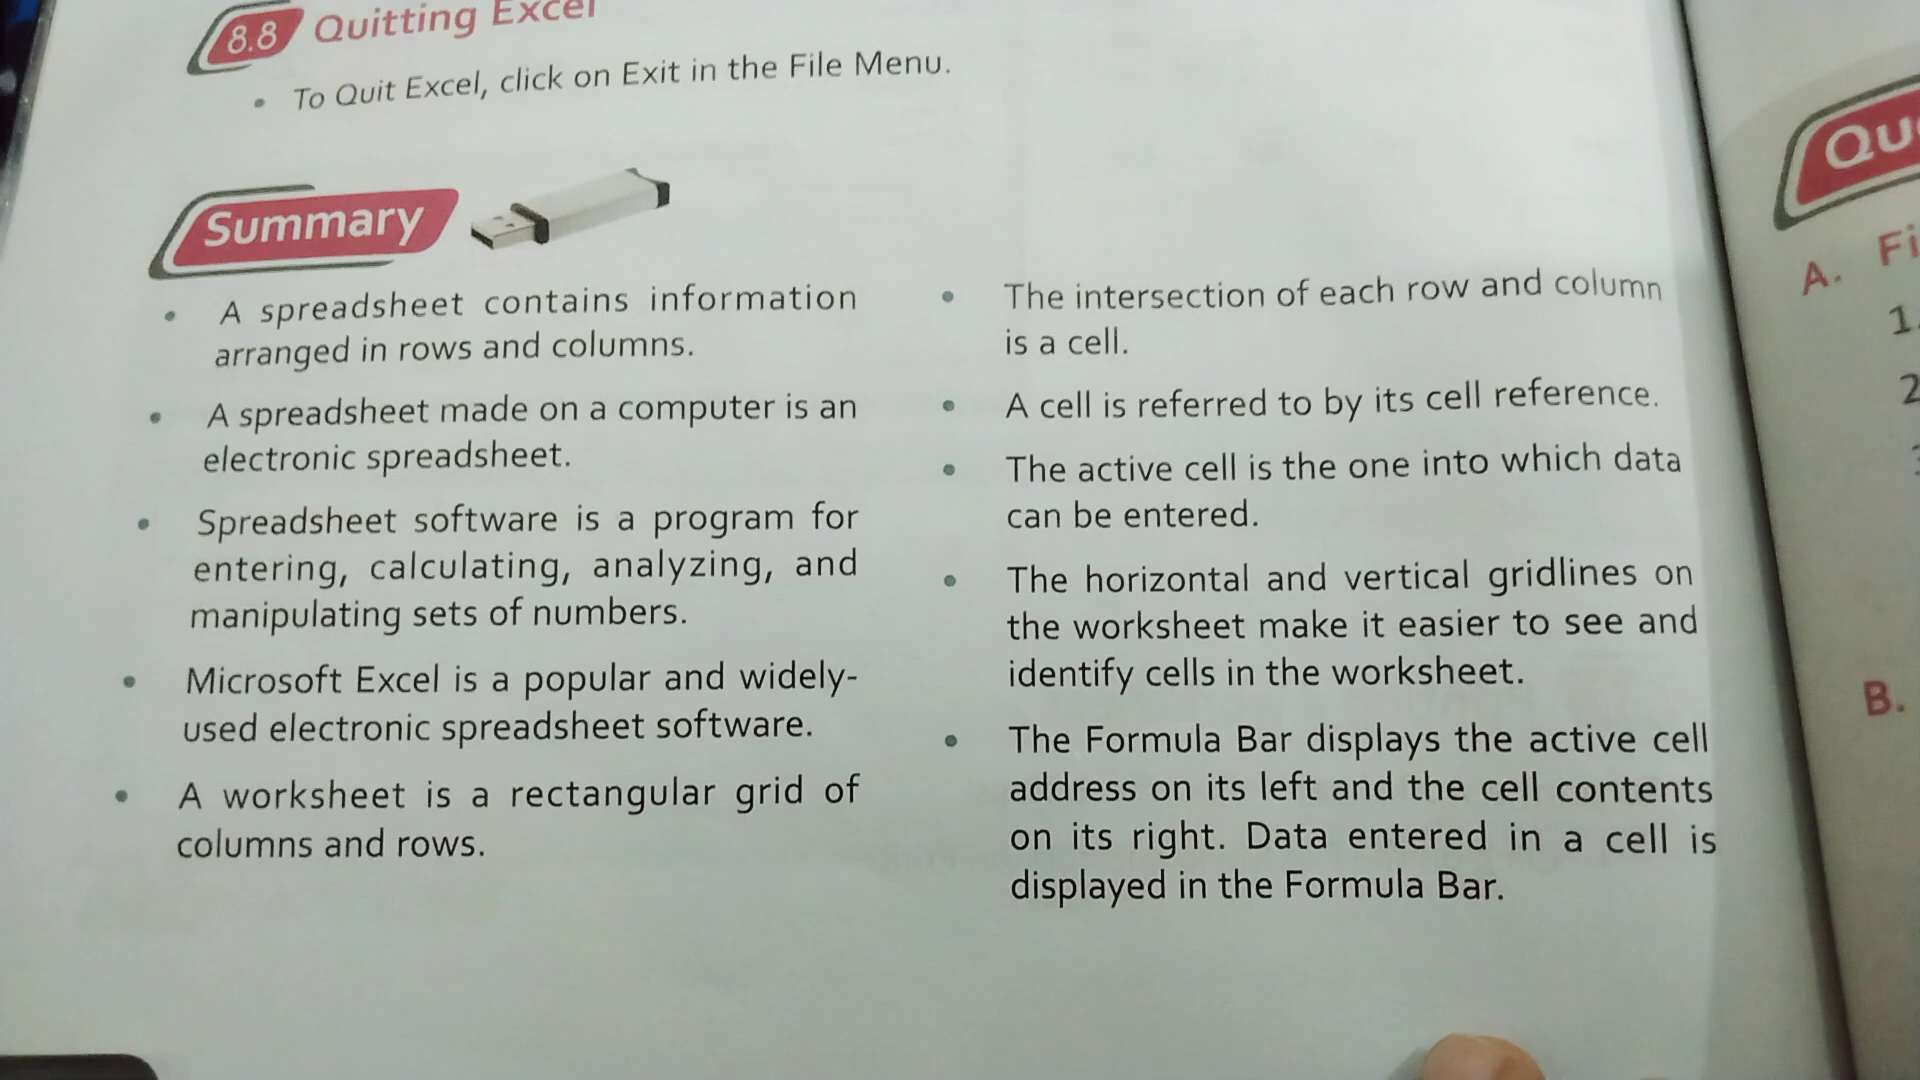 8.8 Quitting Excel
• To Quit Excel, click on Exit in the File Menu.
Summary
• A spreadsheet contains information
arranged in rows and columns.
• A spreadsheet made on a computer is an
electronic spreadsheet.
• Spreadsheet software is a program for
entering, calculating, analyzing, and
manipulating sets of numbers.
• Microsoft Excel is a popular and widely-
used electronic spreadsheet software.
• A worksheet is a rectangular grid of
columns and rows.
• The intersection of each row and column
is a cell.
• A cell is referred to by its cell reference.
• The active cell is the one into which data
can be entered.
• The horizontal and vertical gridlines on
the worksheet make it easier to see and
identify cells in the worksheet.
• The Formula Bar displays the active cell
address on its left and the cell contents
on its right. Data entered in a cell is
displayed in the Formula Bar.
A.
1.
2
B.